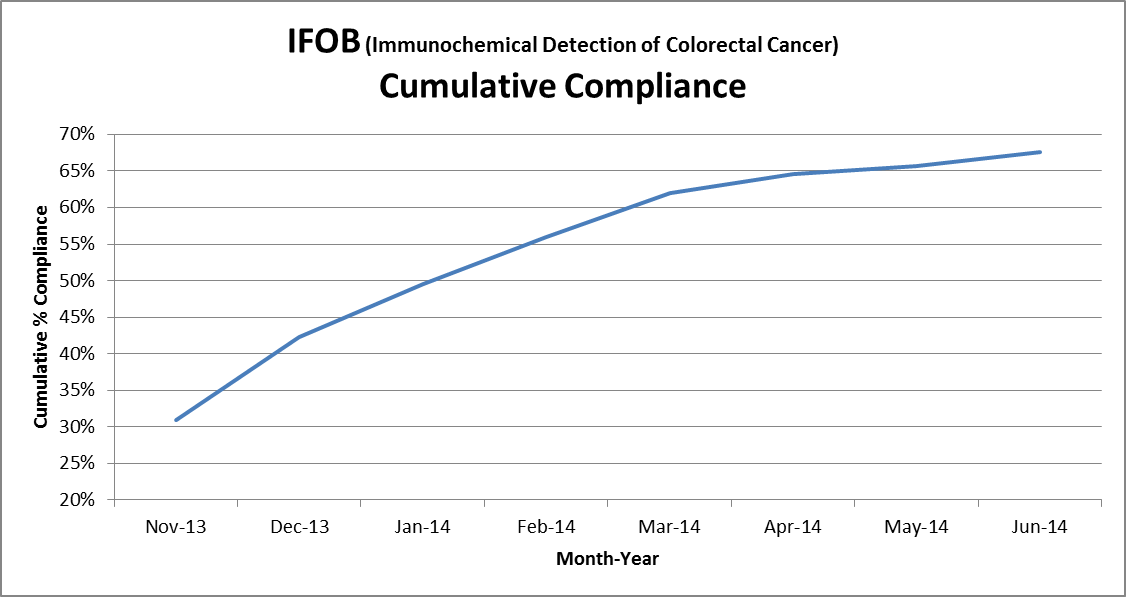 IFOB (Immunochemical Detection of Colorectal Cancer)
Cumulative Compliance
70%
65%
60%
55%
50%
45%
40%
35%
30%
25%
20%
Cumulative % Compliance
Nov-13 Dec-13 Jan-14 Feb-14 Mar-14 Apr-14 May-14 Jun-14
Month-Year